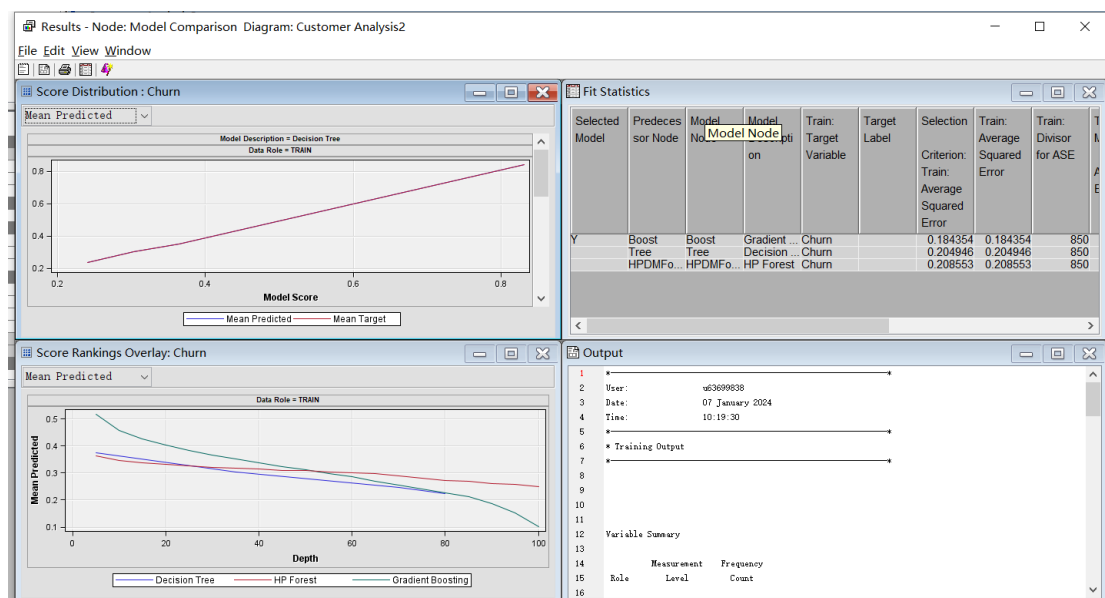 Results - Node: Model Comparison Diagram: Customer Analysis2
File Edit View Window
Score Distribution : Churn
Mean Predicted
Model Description = Decision Tree
Data Role = TRAIN
0.8
0.6
0.4
0.2
0.2 0.4 0.6 0.8
Model Score
Mean Predicted Mean Target
Fit Statistics
Selected Model
Predeces sor Node
Model
Model
on
Train: Target Variable
Target Label
Selection Criterion: Train: Average Squared Error
Train: Average Squared Error
Train: Divisor for ASE
Model Node
Y Boost Boost Gradient ... Churn 0.184354 0.184354 850
Tree Tree Decision ... Churn 0.204946 0.204946 850
HPDMFo... HPDMFo... HP Forest Churn 0.208553 0.208553 850
Score Rankings Overlay: Churn
Mean Predicted
Data Role = TRAIN
Mean Predicted
0.5
0.4
0.3
0.2
0.1
0 20 40 60 80 100
Depth
Decision Tree HP Forest Gradient Boosting
Output
1 *------------------------------------------------------------*
2 User: u63699838
3 Date: 07 January 2024
4 Time: 10:19:30
5 *------------------------------------------------------------*
6 * Training Output
7 *------------------------------------------------------------*
8
9
10
11
12 Variable Summary
13
14 Measurement Frequency
15 Role Level Count
16